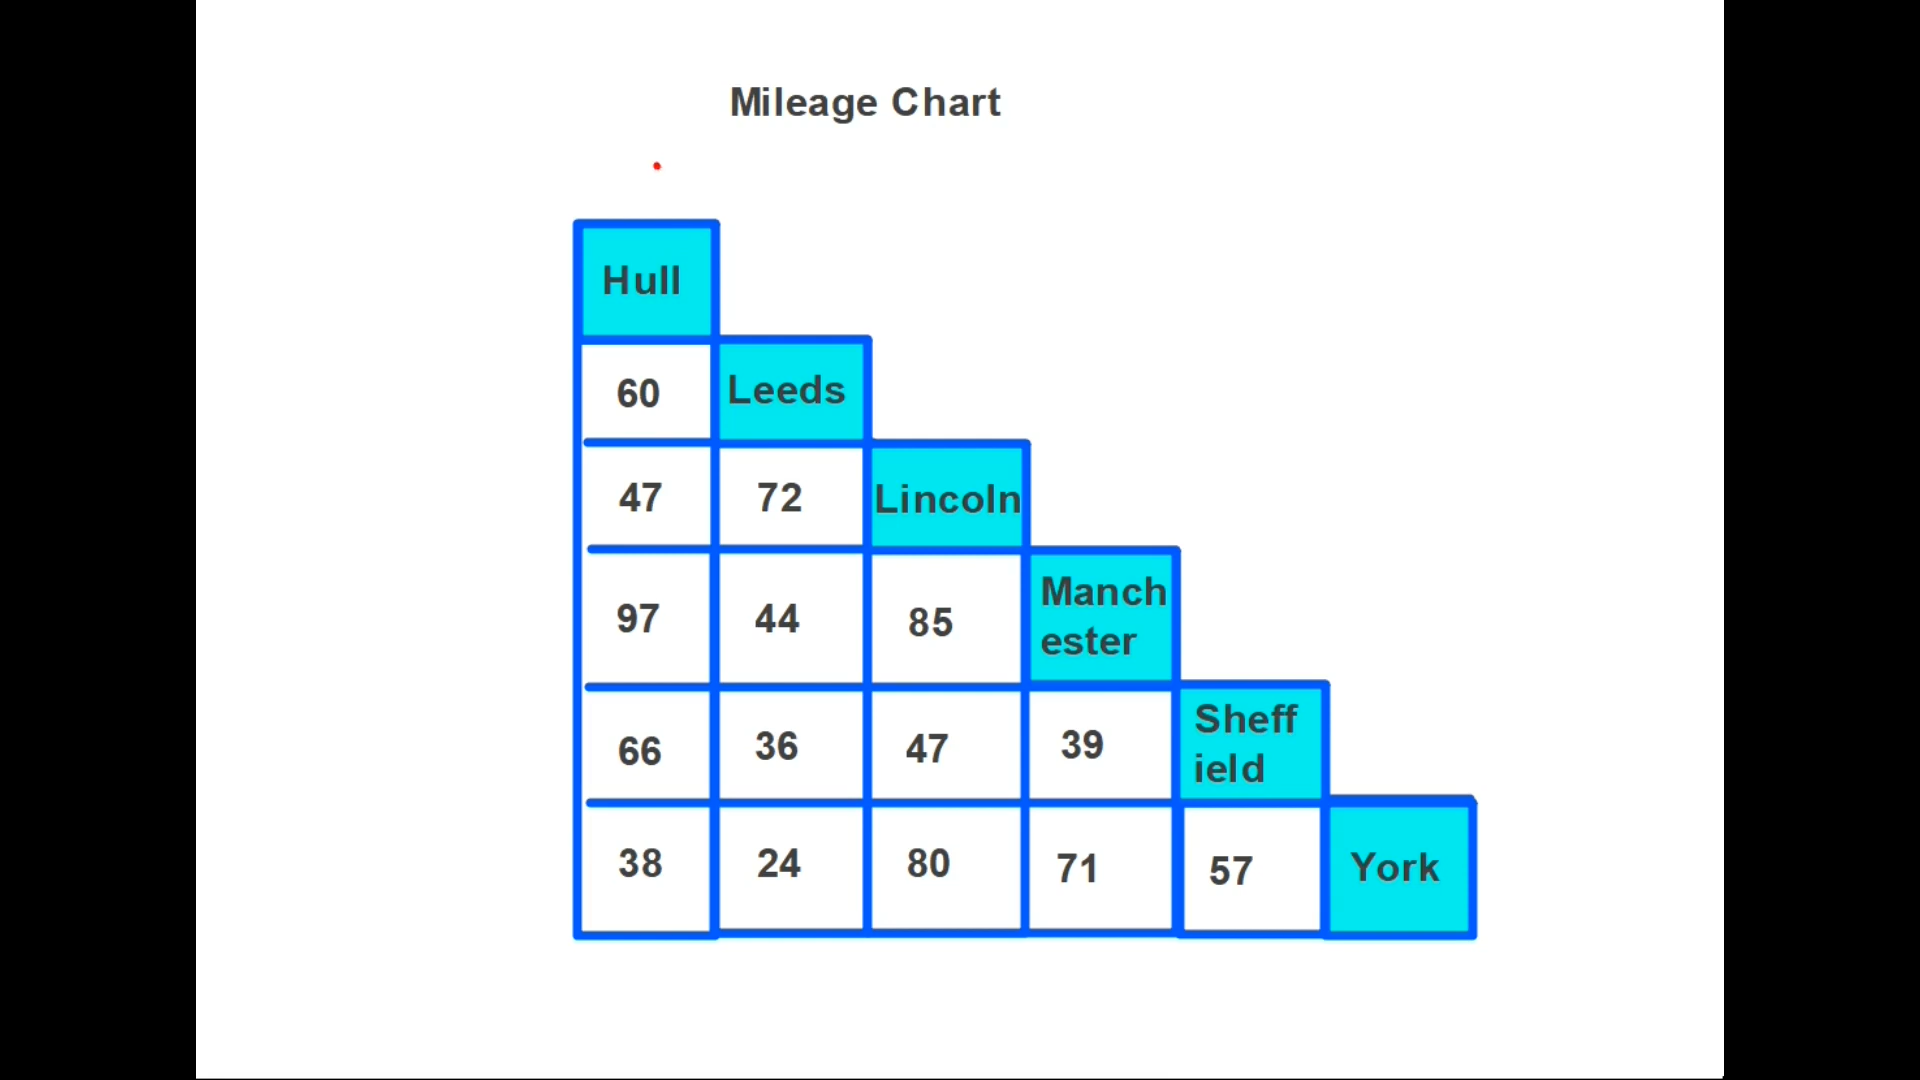 Mileage Chart
Hull
60 Leeds
47 72 Lincoln
97 44 85 Manch
ester
66 36 47 39 Sheff
ield
38 24 80 71 57 York